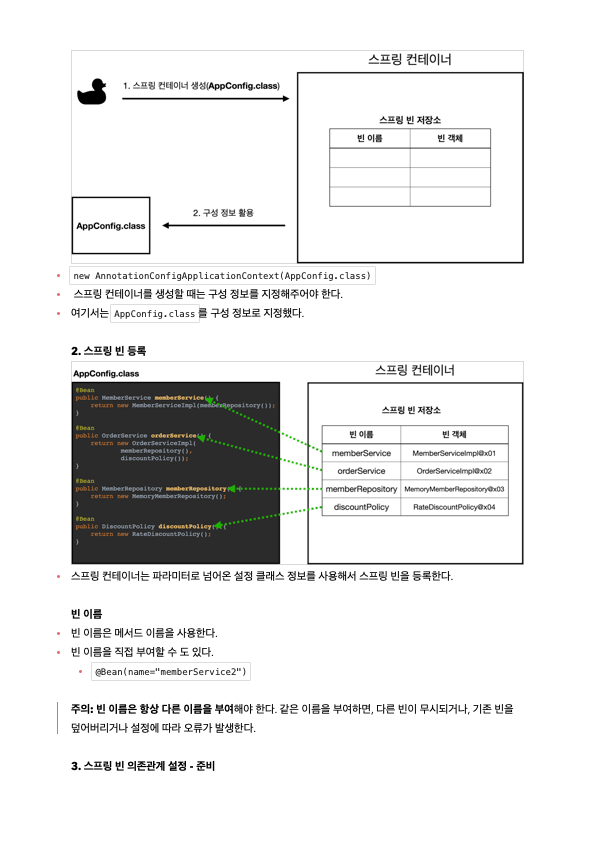 스프링 컨테이너
1. 스프링 컨테이너 생성(AppConfig.class)
스프링 빈 저장소
빈 이름 빈 객체
2. 구성 정보 활용
AppConfig.class
• new AnnotationConfigApplicationContext(AppConfig.class)
• 스프링 컨테이너를 생성할 때는 구성 정보를 지정해주어야 한다.
• 여기서는 AppConfig.class 를 구성 정보로 지정했다.
2. 스프링 빈 등록
AppConfig.class
@Bean
public MemberService memberService() {
return new MemberServiceImpl(memberRepository());
}
@Bean
public OrderService orderService() {
return new OrderServiceImpl(
memberRepository(),
discountPolicy());
}
@Bean
public MemberRepository memberRepository() {
return new MemoryMemberRepository();
}
@Bean
public DiscountPolicy discountPolicy() {
return new RateDiscountPolicy();
}
스프링 컨테이너
스프링 빈 저장소
빈 이름 빈 객체
memberService MemberServiceImpl@x01
orderService OrderServiceImpl@x02
memberRepository MemoryMemberRepository@x03
discountPolicy RateDiscountPolicy@x04
• 스프링 컨테이너는 파라미터로 넘어온 설정 클래스 정보를 사용해서 스프링 빈을 등록한다.
빈 이름
• 빈 이름은 메서드 이름을 사용한다.
• 빈 이름을 직접 부여할 수 도 있다.
• @Bean(name="memberService2")
주의: 빈 이름은 항상 다른 이름을 부여해야 한다. 같은 이름을 부여하면, 다른 빈이 무시되거나, 기존 빈을
덮어버리거나 설정에 따라 오류가 발생한다.
3. 스프링 빈 의존관계 설정 - 준비